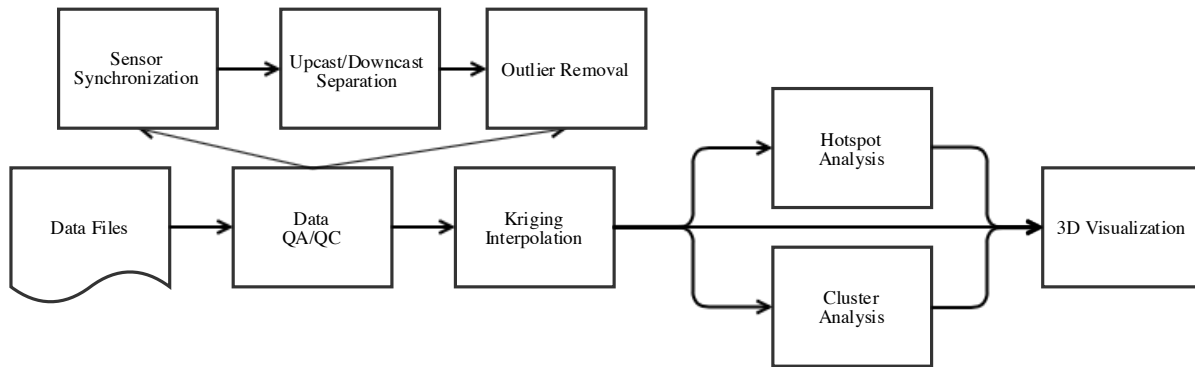 Sensor
Synchronization
Upcast/Downcast
Separation
Outlier Removal
Hotspot
Analysis
Data Files
Data
QA/QC
Kriging
Interpolation
3D Visualization
Cluster
Analysis